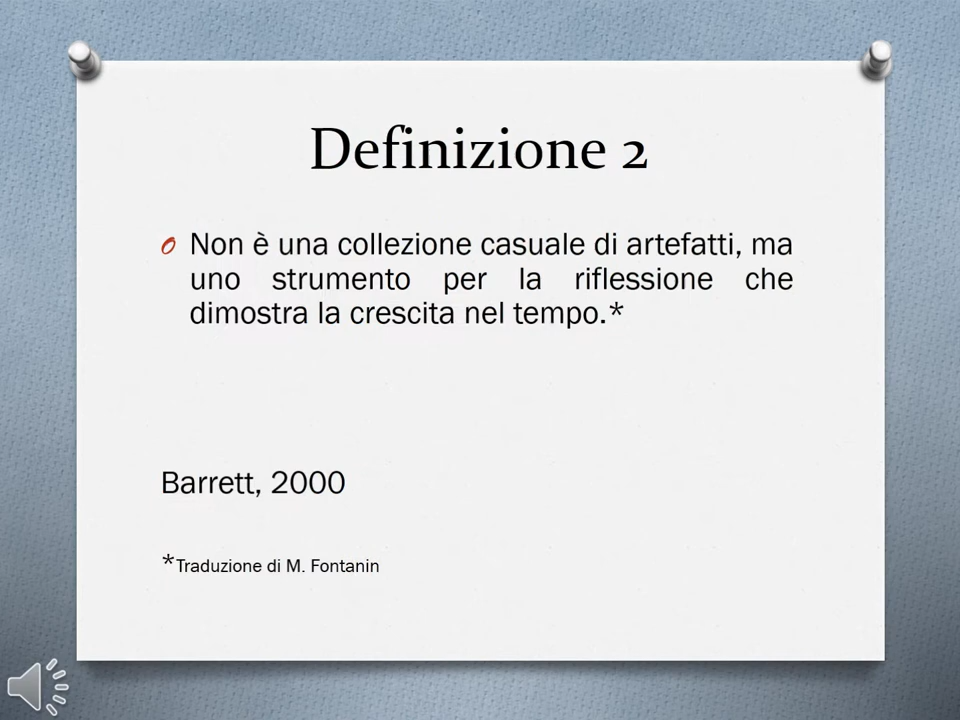 Definizione 2
Non è una collezione casuale di artefatti, ma
uno strumento per la riflessione che
dimostra la crescita nel tempo.*
Barrett, 2000
*Traduzione di M. Fontanin